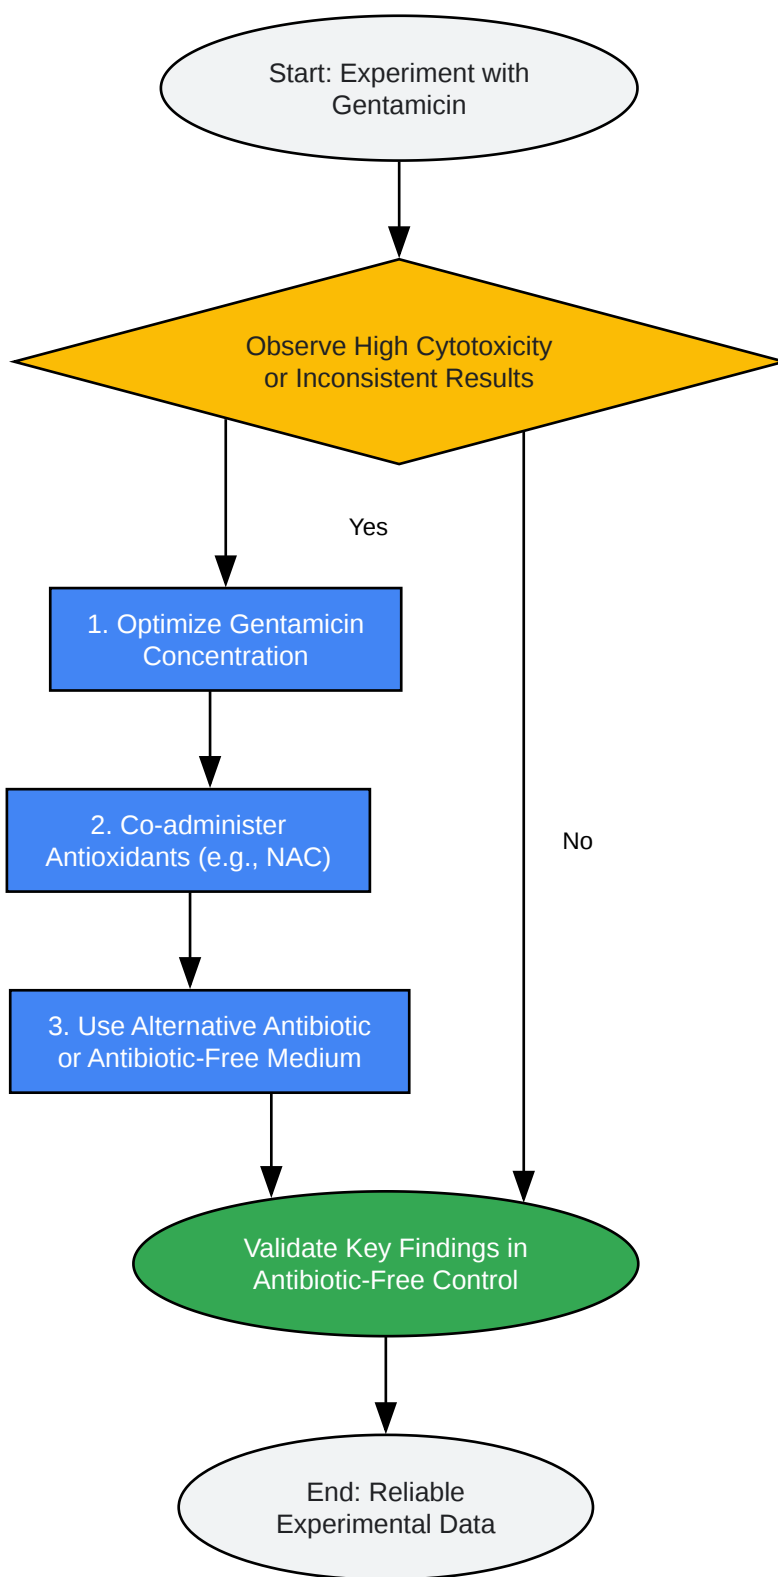 Start: Experiment with
Gentamicin
Observe High Cytotoxicity
or Inconsistent Results
Yes
1. Optimize Gentamicin
Concentration
2. Co-administer
Antioxidants (e.g., NAC)
No
3. Use Alternative Antibiotic
or Antibiotic-Free Medium
Validate Key Findings in
Antibiotic-Free Control
End: Reliable
Experimental Data